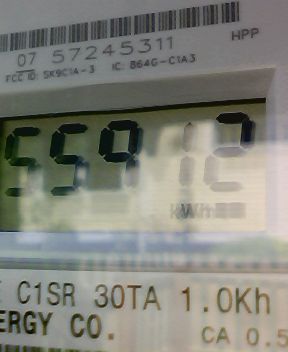 07 57245311
HPP
FCC ID: SK9C1A-3 IC: 864G-C1A3
55912
kWh
C1SR 30TA 1.0Kh
ERGY CO.
CA 0.5